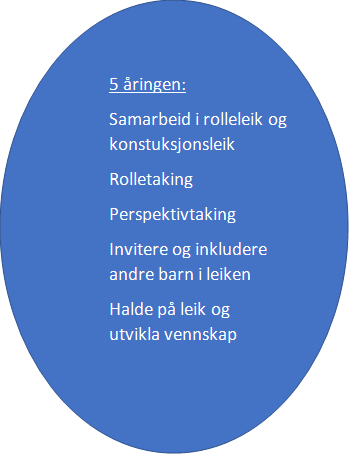 5 åringen:
Samarbeid i rolleleik og
konstuksjonsleik
Rolletaking
Perspektivtaking
Invitere og inkludere
andre barn i leiken
Halde på leik og
utvikla vennskap